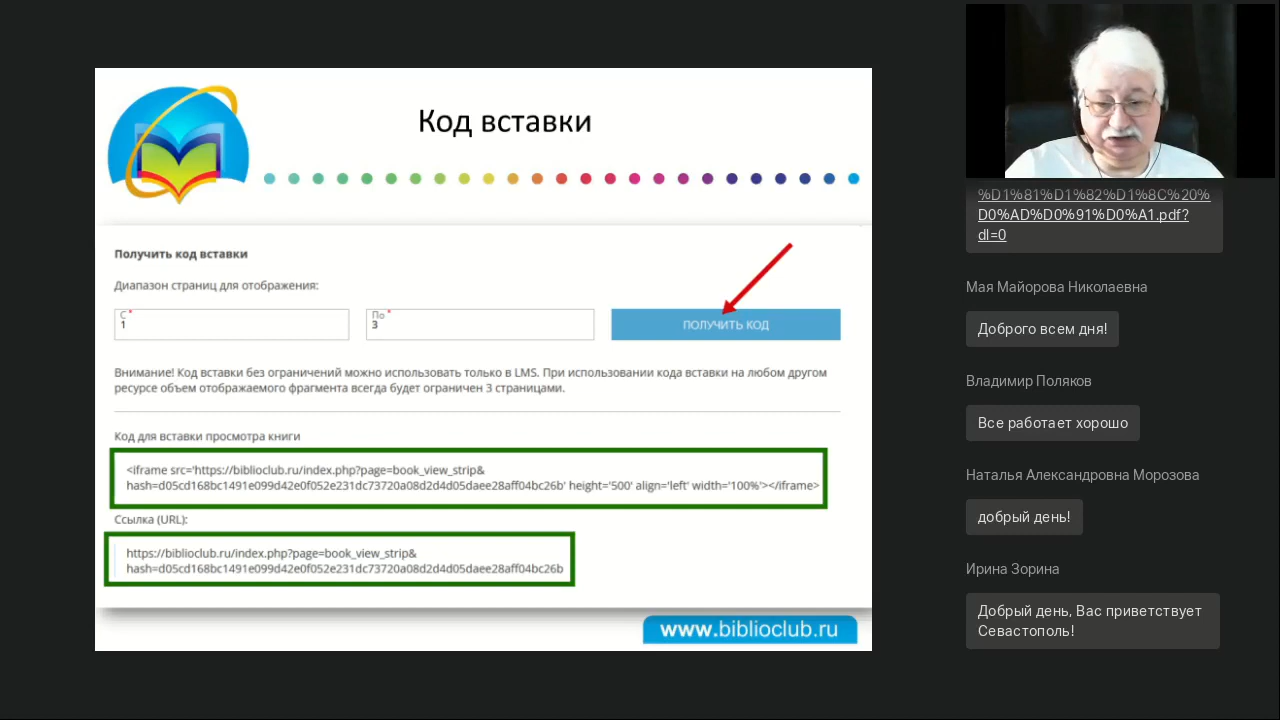 Код вставки
Получить код вставки
Диапазон страниц для отображения:
С *
1
По *
3
ПОЛУЧИТЬ КОД
Внимание! Код вставки без ограничений можно использовать только в LMS. При использовании кода вставки на любом другом
ресурсе объем отображаемого фрагмента всегда будет ограничен 3 страницами.
Код для вставки просмотра книги
<iframe src='https://biblioclub.ru/index.php?page=book_view_strip&
hash=d05cd168bc1491e099d42e0f052e231dc73720a08d2d4d05daee28aff04bc26b' height='500' align='left' width='100%'></iframe>
Ссылка (URL):
https://biblioclub.ru/index.php?page=book_view_strip&
hash=d05cd168bc1491e099d42e0f052e231dc73720a08d2d4d05daee28aff04bc26b
www.biblioclub.ru
%D1%81%D1%82%D1%8C%20%
D0%AD%D0%91%D0%A1.pdf?
dl=0
Мая Майорова Николаевна
Доброго всем дня!
Владимир Поляков
Все работает хорошо
Наталья Александровна Морозова
добрый день!
Ирина Зорина
Добрый день, Вас приветствует
Севастополь!